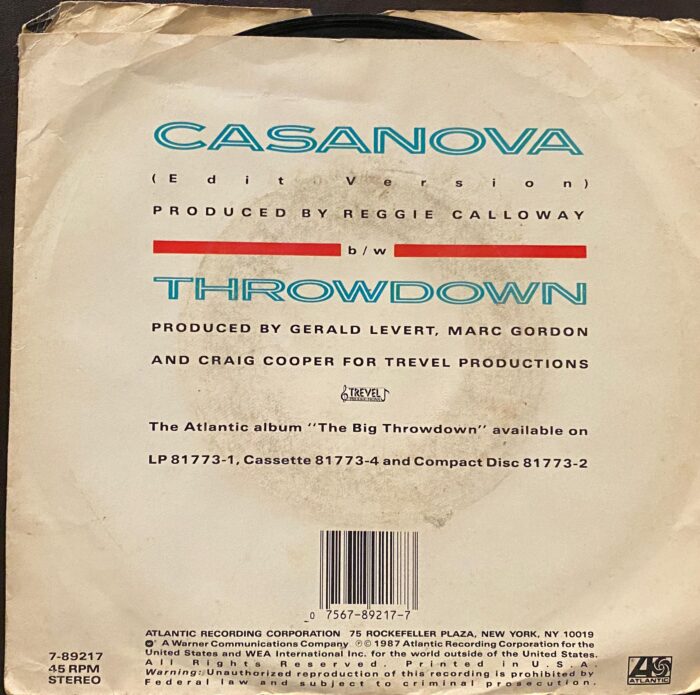 CASANOVA
(Edit Version)
PRODUCED BY REGGIE CALLOWAY
b/w
THROWDOWN
PRODUCED BY GERALD LEVERT, MARC GORDON
AND CRAIG COOPER FOR TREVEL PRODUCTIONS
TREVEL
PRODUCTIONS
The Atlantic album "The Big Throwdown" available on
LP 81773-1, Cassette 81773-4 and Compact Disc 81773-2
0 7567-89217-7
7-89217
45 RPM
STEREO
ATLANTIC RECORDING CORPORATION 75 ROCKEFELLER PLAZA, NEW YORK, NY 10019
A Warner Communications Company ℗© 1987 Atlantic Recording Corporation for the
United States and WEA International Inc. for the world outside of the United States.
All Rights Reserved. Printed in U.S.A.
Warning: Unauthorized reproduction of this recording is prohibited by
Federal law and subject to criminal prosecution.
ATLANTIC